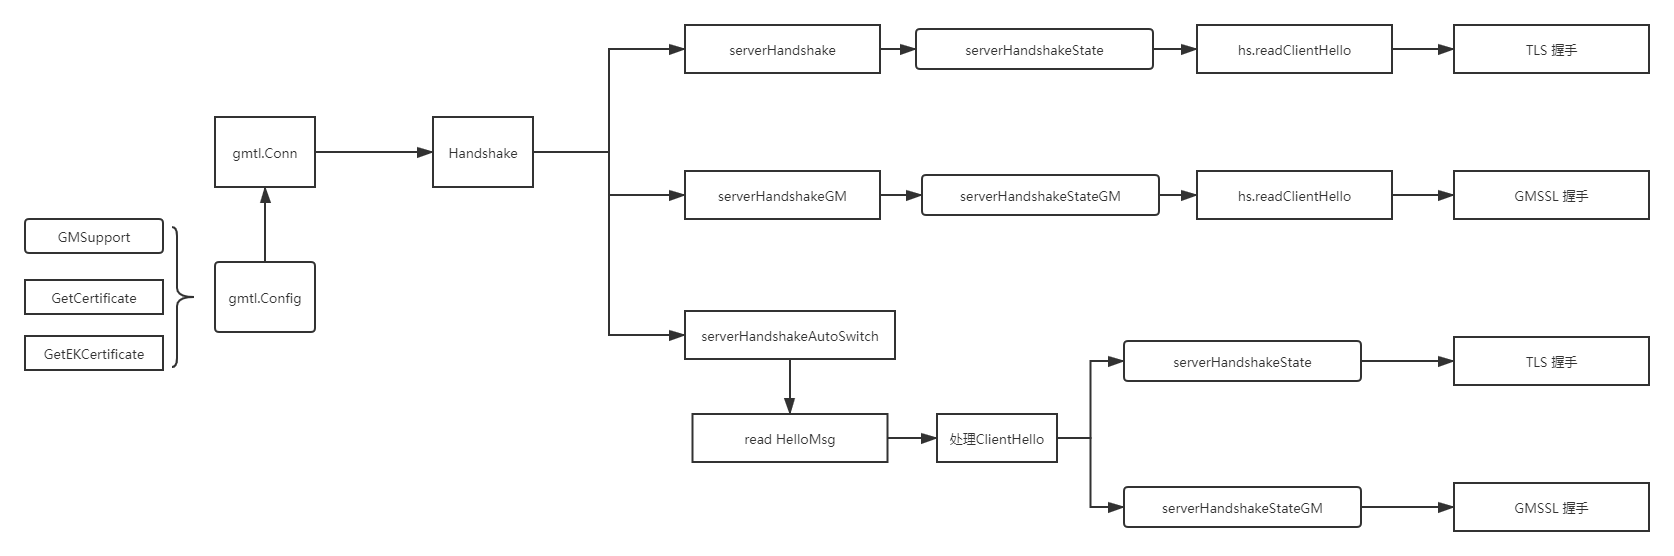 serverHandshake
serverHandshakeState
hs.readClientHello
TLS 握手
gmtl.Conn
Handshake
serverHandshakeGM
serverHandshakeStateGM
hs.readClientHello
GMSSL 握手
GMSupport
GetCertificate
GetEKCertificate
gmtl.Config
serverHandshakeAutoSwitch
read HelloMsg
处理ClientHello
serverHandshakeState
TLS 握手
serverHandshakeStateGM
GMSSL 握手